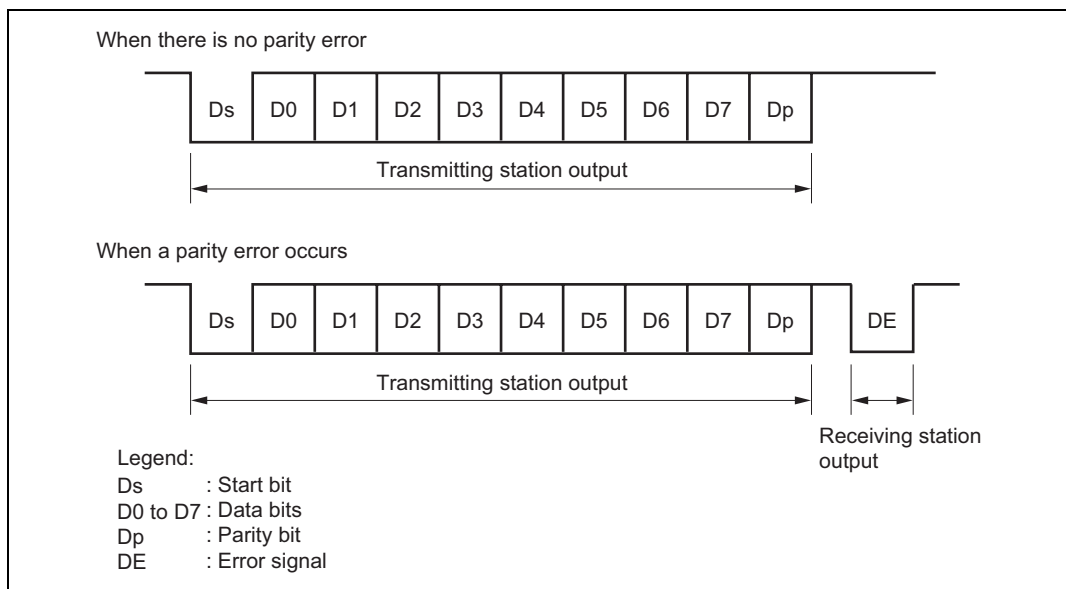 When there is no parity error
Ds D0 D1 D2 D3 D4 D5 D6 D7 Dp
Transmitting station output
When a parity error occurs
Ds D0 D1 D2 D3 D4 D5 D6 D7 Dp DE
Transmitting station output
Receiving station
output
Legend:
Ds : Start bit
D0 to D7 : Data bits
Dp : Parity bit
DE : Error signal